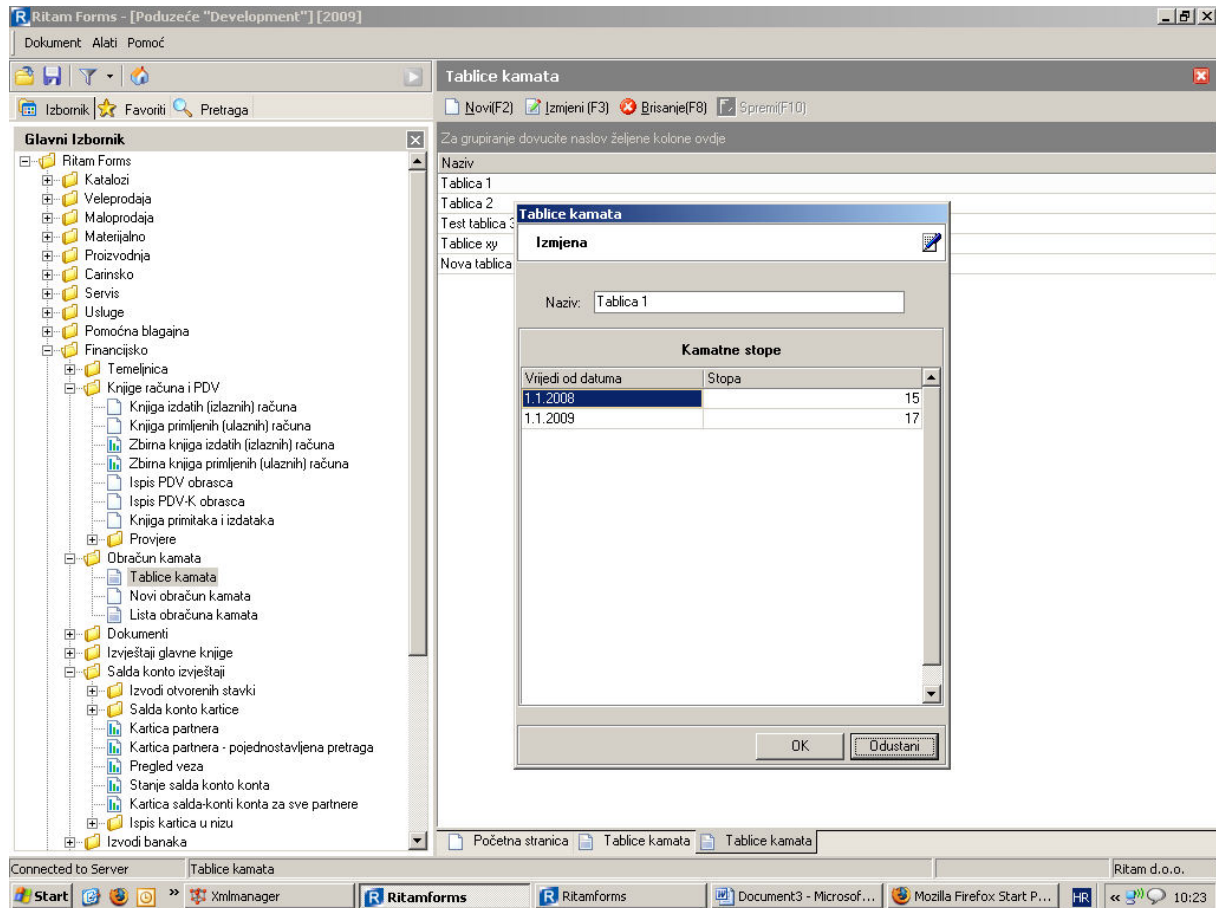 Ritam Forms - [Poduzeće "Development"] [2009]
Dokument Alati Pomoć
Izbornik Favoriti Pretraga
Glavni Izbornik
Ritam Forms
Katalozi
Veleprodaja
Maloprodaja
Materijalno
Proizvodnja
Carinsko
Servis
Usluge
Pomoćna blagajna
Financijsko
Temeljnica
Knjige računa i PDV
Knjiga izdatih (izlaznih) računa
Knjiga primljenih (ulaznih) računa
Zbirna knjiga izdatih (izlaznih) računa
Zbirna knjiga primljenih (ulaznih) računa
Ispis PDV obrasca
Ispis PDV-K obrasca
Knjiga primitaka i izdataka
Provjere
Obračun kamata
Tablice kamata
Novi obračun kamata
Lista obračuna kamata
Dokumenti
Izvještaji glavne knjige
Salda konto izvještaji
Izvodi otvorenih stavki
Salda konto kartice
Kartica partnera
Kartica partnera - pojednostavljena pretraga
Pregled veza
Stanje salda konto konta
Kartica salda-konti konta za sve partnere
Ispis kartica u nizu
Izvodi banaka
Tablice kamata
Novi(F2) Izmjeni (F3) Brisanje(F8) Spremi(F10)
Za grupiranje dovucite naslov željene kolone ovdje
Naziv
Tablica 1
Tablica 2
Test tablica 3
Tablice xy
Nova tablica
Tablice kamata
Izmjena
Naziv: Tablica 1
Kamatne stope
Vrijedi od datuma Stopa
1.1.2008 15
1.1.2009 17
OK Odustani
Početna stranica Tablice kamata Tablice kamata
Connected to Server Tablice kamata Ritam d.o.o.
Start » Xmlmanager Ritamforms Ritamforms Document3 - Microsof... Mozilla Firefox Start P... HR « 10:23